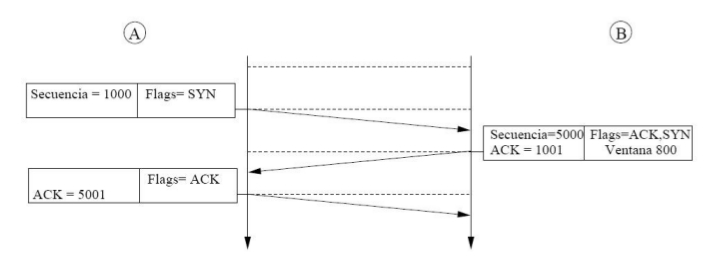 A
B
Secuencia = 1000 Flags= SYN
Secuencia=5000 Flags=ACK,SYN
ACK = 1001 Ventana 800
Flags= ACK
ACK = 5001